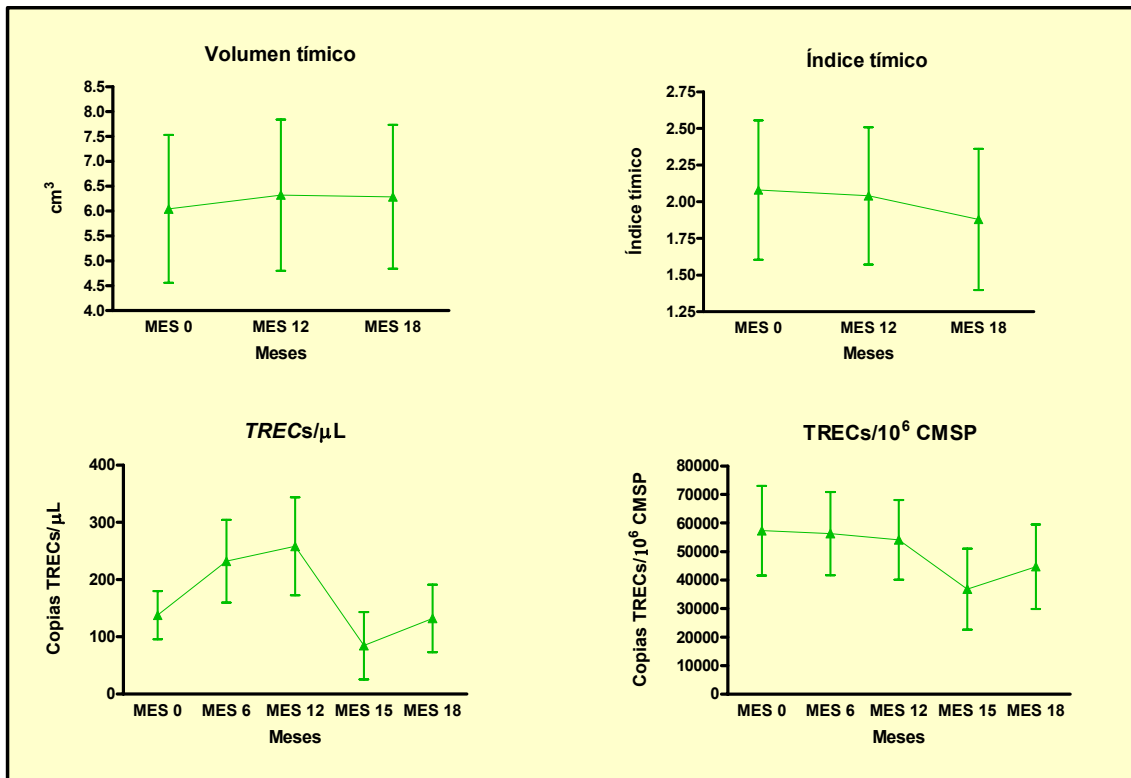 Volumen tímico
8.5
8.0
7.5
7.0
6.5
6.0
5.5
5.0
4.5
4.0
cm³
MES 0 MES 12 MES 18
Meses
Índice tímico
2.75
2.50
2.25
2.00
1.75
1.50
1.25
Índice tímico
MES 0 MES 12 MES 18
Meses
TRECs/μL
400
300
200
100
0
Copias TRECs/μL
MES 0 MES 6 MES 12 MES 15 MES 18
Meses
TRECs/10⁶ CMSP
80000
70000
60000
50000
40000
30000
20000
10000
0
Copias TRECs/10⁶ CMSP
MES 0 MES 6 MES 12 MES 15 MES 18
Meses